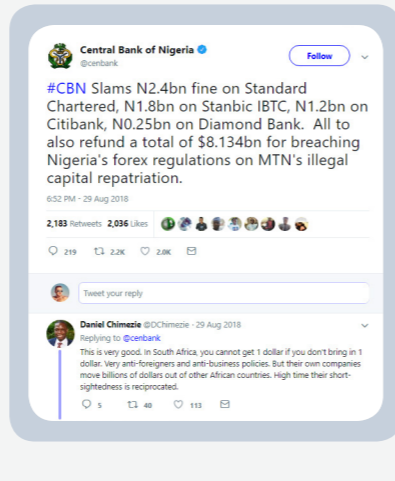 Central Bank of Nigeria
@cenbank
Follow
#CBN Slams N2.4bn fine on Standard
Chartered, N1.8bn on Stanbic IBTC, N1.2bn on
Citibank, N0.25bn on Diamond Bank. All to
also refund a total of $8.134bn for breaching
Nigeria's forex regulations on MTN's illegal
capital repatriation.
6:52 PM - 29 Aug 2018
2,183 Retweets 2,036 Likes
219 2.2K 2.0K
Tweet your reply
Daniel Chimezie @DChimezie · 29 Aug 2018
Replying to @cenbank
This is very good. In South Africa, you cannot get 1 dollar if you don't bring in 1
dollar. Very anti-foreigners and anti-business policies. But their own companies
move billions of dollars out of other African countries. High time their short-
sightedness is reciprocated.
5 40 113